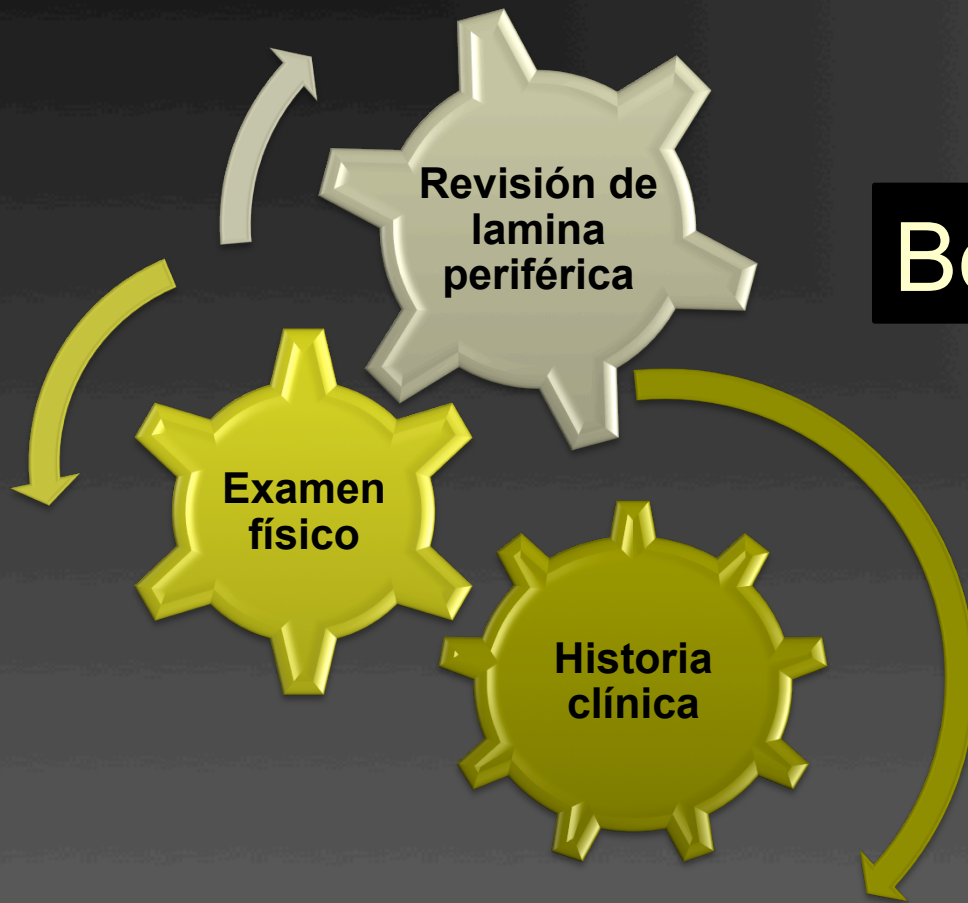 Revisión de
lamina
periférica
Examen
físico
Historia
clínica